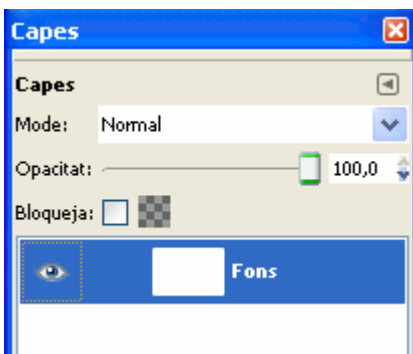 Capes
Capes
Mode: Normal
Opacitat: 100,0
Bloqueja:
Fons